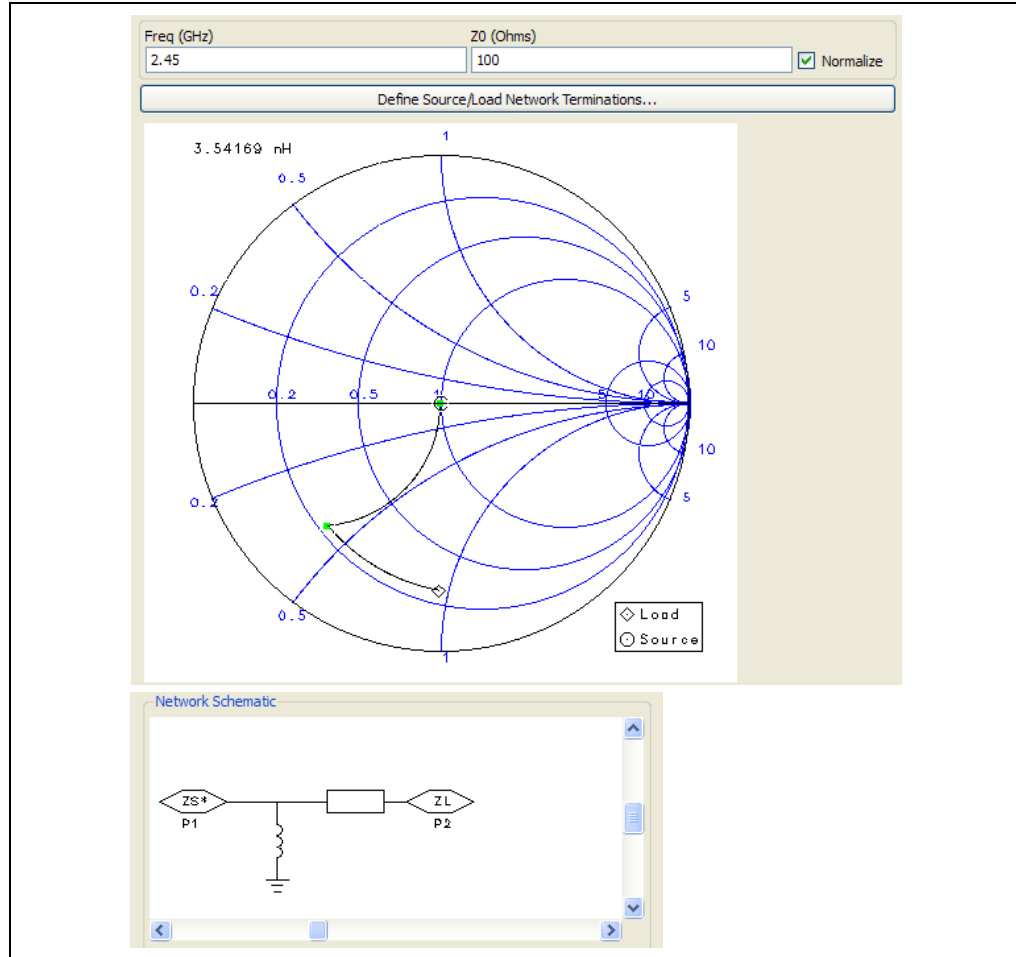 Freq (GHz) Z0 (Ohms)
2.45 100 Normalize
Define Source/Load Network Terminations...
3.54169 nH
1
0.5
0.2
5
10
0.2 0.5 1 5 10
10
5
0.2
0.5
1
Load
Source
Network Schematic
ZS* ZL
P1 P2